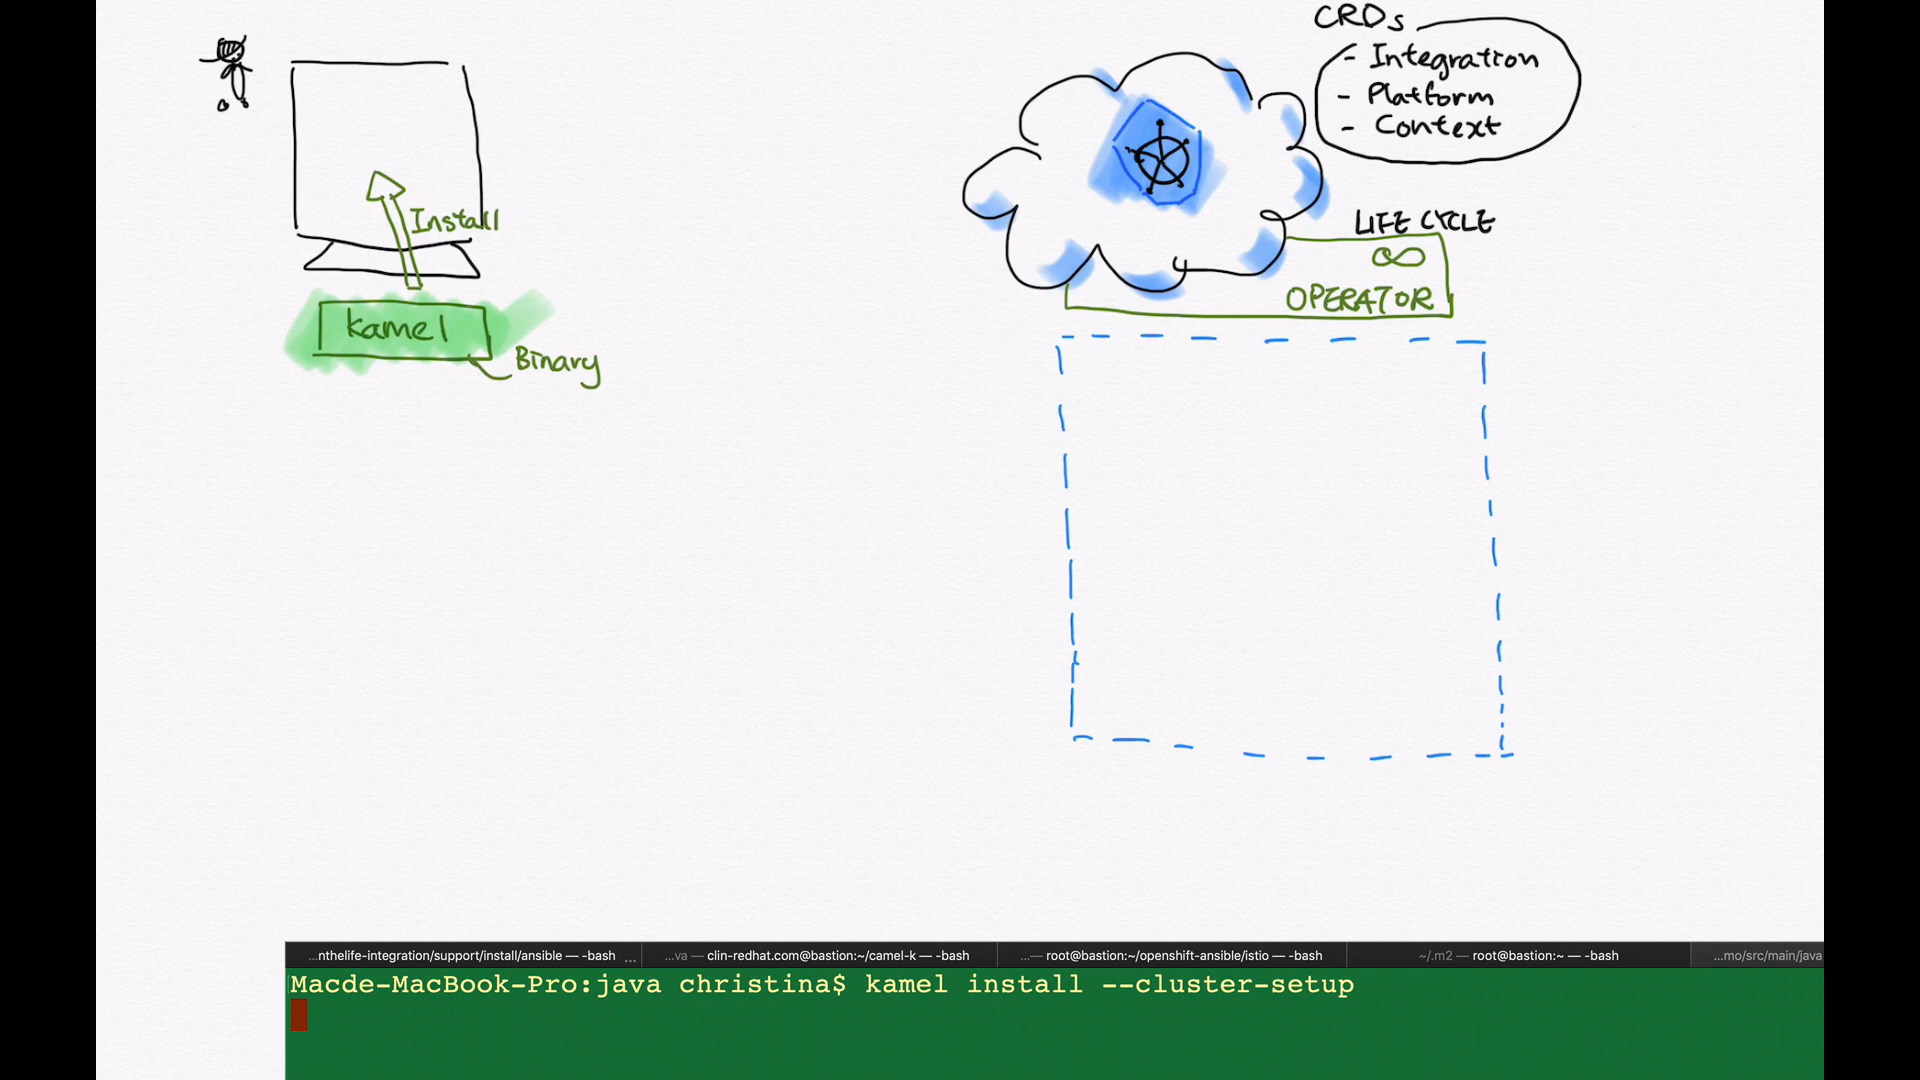 CRDs
- Integration
- Platform
- Context
Install
LIFE CYCLE
OPERATOR
kamel
Binary
...nthelife-integration/support/install/ansible — -bash ...
...va — clin-redhat.com@bastion:~/camel-k — -bash
...— root@bastion:~/openshift-ansible/istio — -bash
~/.m2 — root@bastion:~ — -bash
...mo/src/main/java
Macde-MacBook-Pro:java christina$ kamel install --cluster-setup